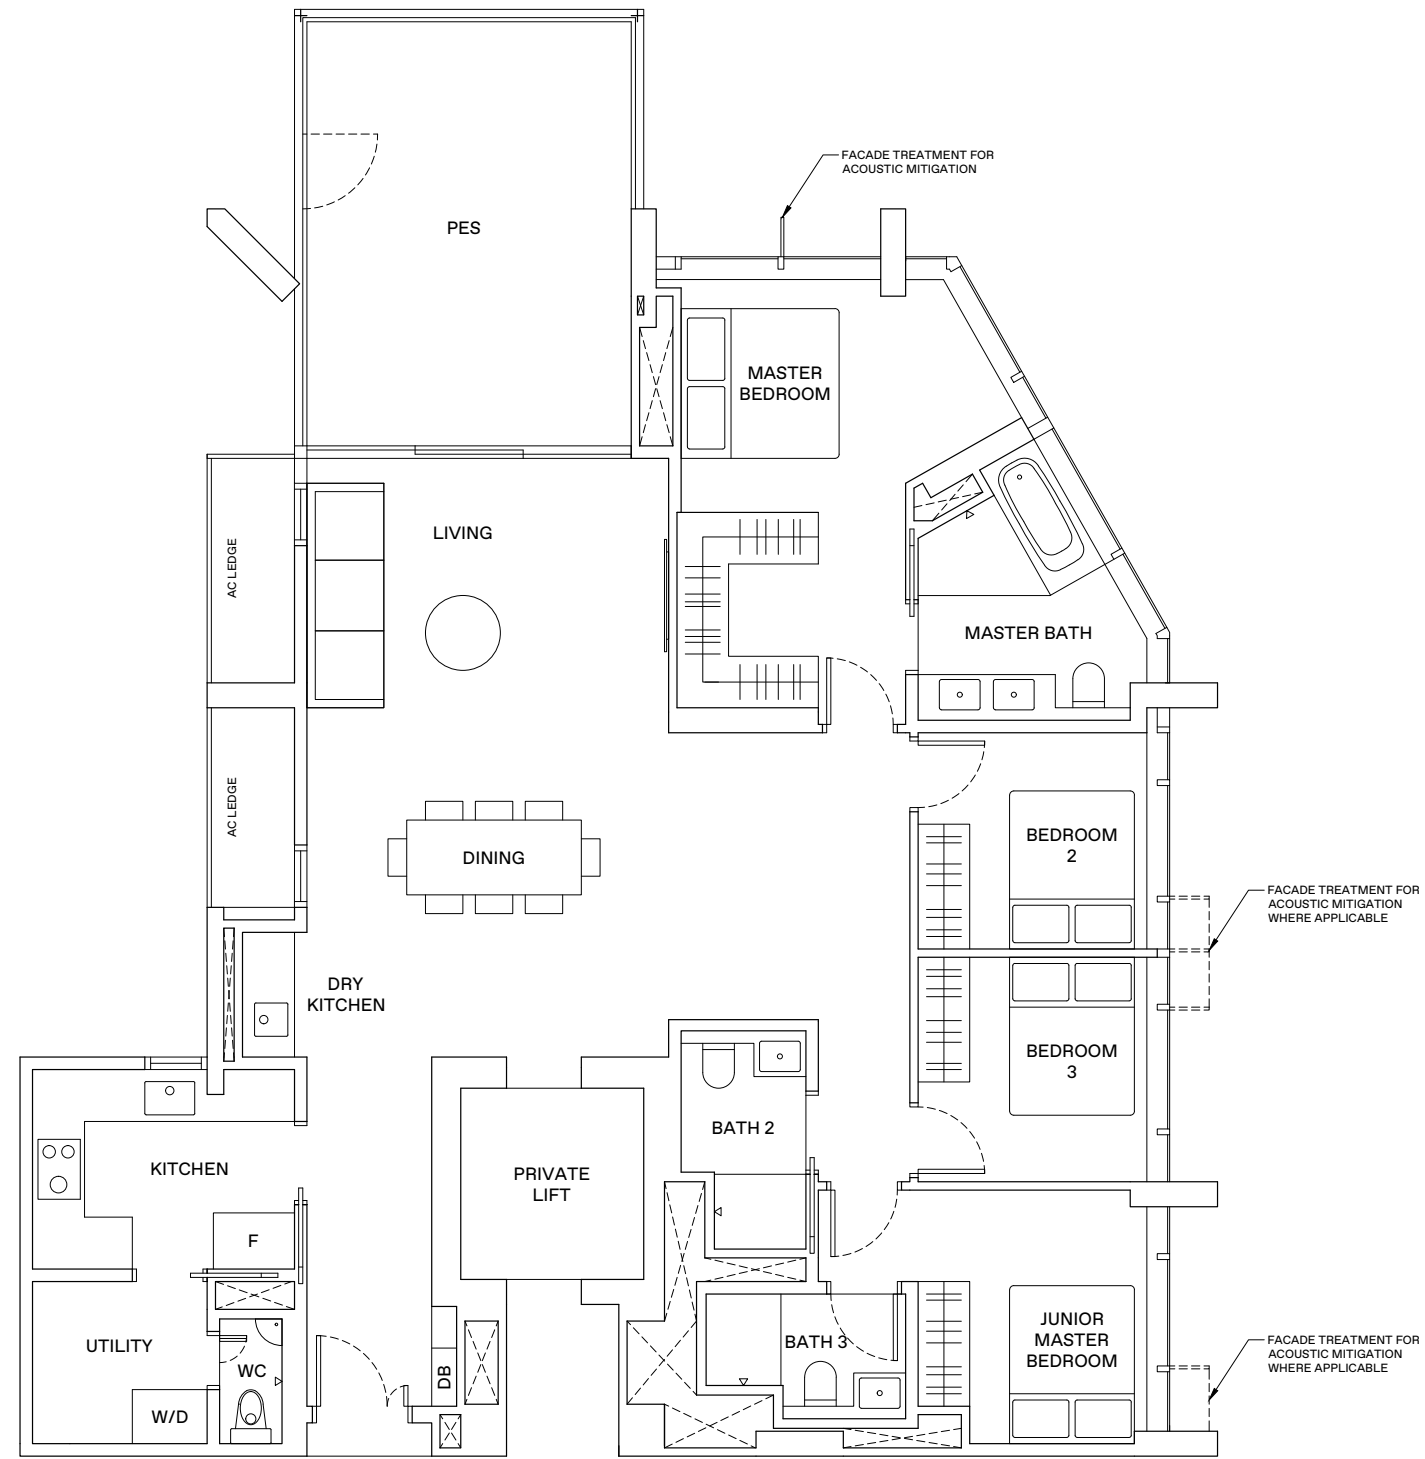 FACADE TREATMENT FOR
ACOUSTIC MITIGATION
PES
MASTER
BEDROOM
LIVING
AC LEDGE
MASTER BATH
AC LEDGE
DINING
BEDROOM
2
FACADE TREATMENT FOR
ACOUSTIC MITIGATION
WHERE APPLICABLE
DRY
KITCHEN
BEDROOM
3
BATH 2
KITCHEN
PRIVATE
LIFT
F
UTILITY
WC
W/D
DB
BATH 3
JUNIOR
MASTER
BEDROOM
FACADE TREATMENT FOR
ACOUSTIC MITIGATION
WHERE APPLICABLE